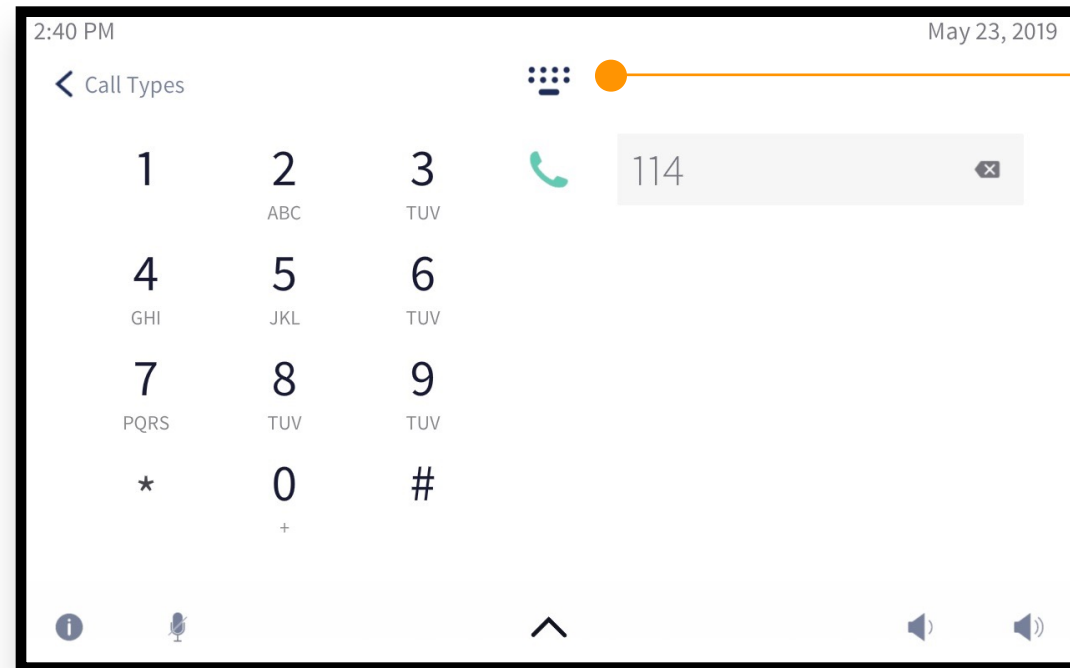 2:40 PM May 23, 2019
Call Types
1 2 3
ABC TUV
114
4 5 6
GHI JKL TUV
7 8 9
PQRS TUV TUV
* 0 #
+